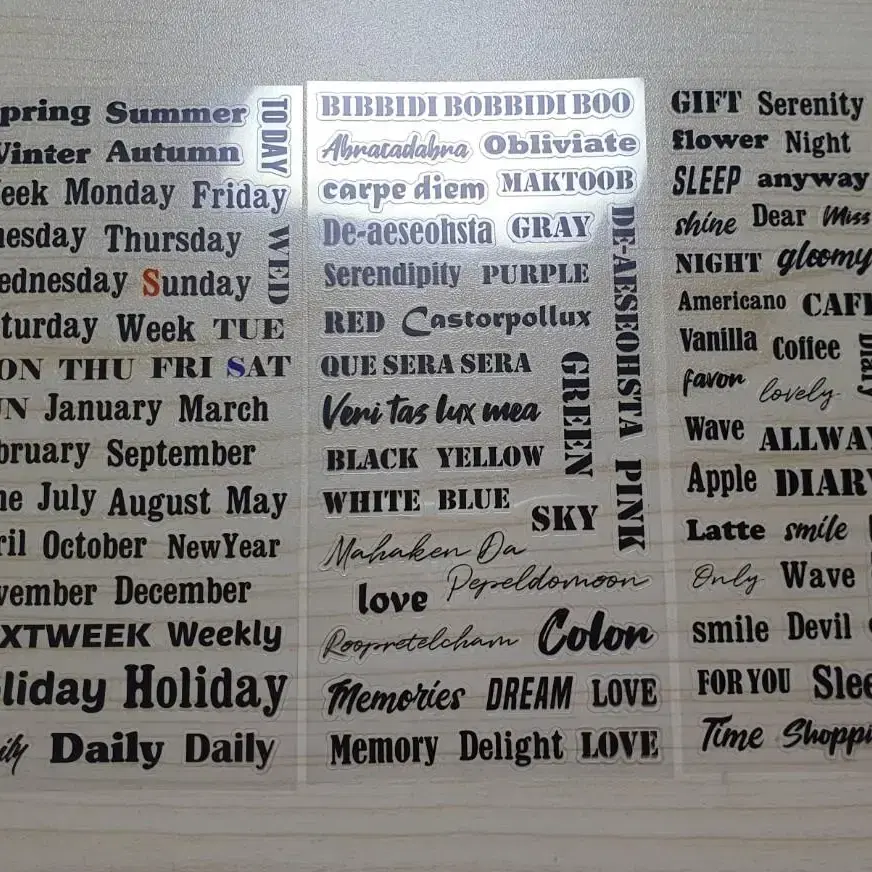 pring Summer
TODAY
Winter Autumn
eek Monday Friday
esday Thursday
WED
ednesday Sunday
turday Week TUE
ON THU FRI SAT
UN January March
bruary September
ne July August May
ril October NewYear
vember December
XTWEEK Weekly
liday Holiday
ily Daily Daily
BIBBIDI BOBBIDI BOO
Abracadabra Obliviate
carpe diem MAKTOOB
De-aeseohsta GRAY
DE-AESEOHSTA
Serendipity PURPLE
RED Castorpollux
QUE SERA SERA
GREEN
Veni tas lux mea
BLACK YELLOW
PINK
WHITE BLUE
SKY
Mahaken Da
Pepeldomoon
love
Roopretelcham Color
Memories DREAM LOVE
Memory Delight LOVE
GIFT Serenity
flower Night
SLEEP anyway
shine Dear Miss
NIGHT gloomy
Americano CAFE
Vanilla Coffee
Diary
favor lovely
Wave ALLWAY
Apple DIARY
Latte smile
Only Wave
smile Devil
FOR YOU Slee
Time Shoppi